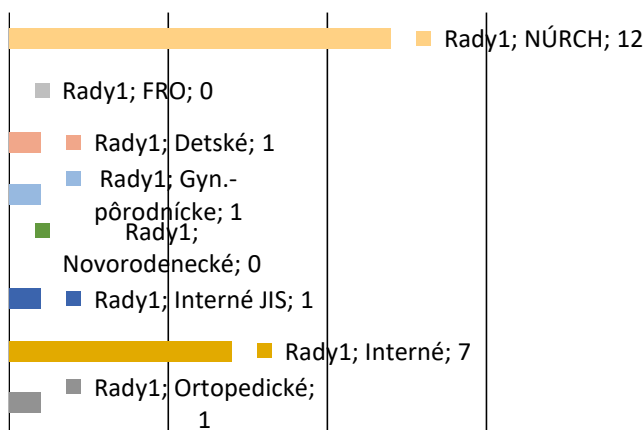 Rady1; NÚRCH; 12
Rady1; FRO; 0
Rady1; Detské; 1
Rady1; Gyn.-
pôrodnícke; 1
Rady1;
Novorodenecké; 0
Rady1; Interné JIS; 1
Rady1; Interné; 7
Rady1; Ortopedické;
1